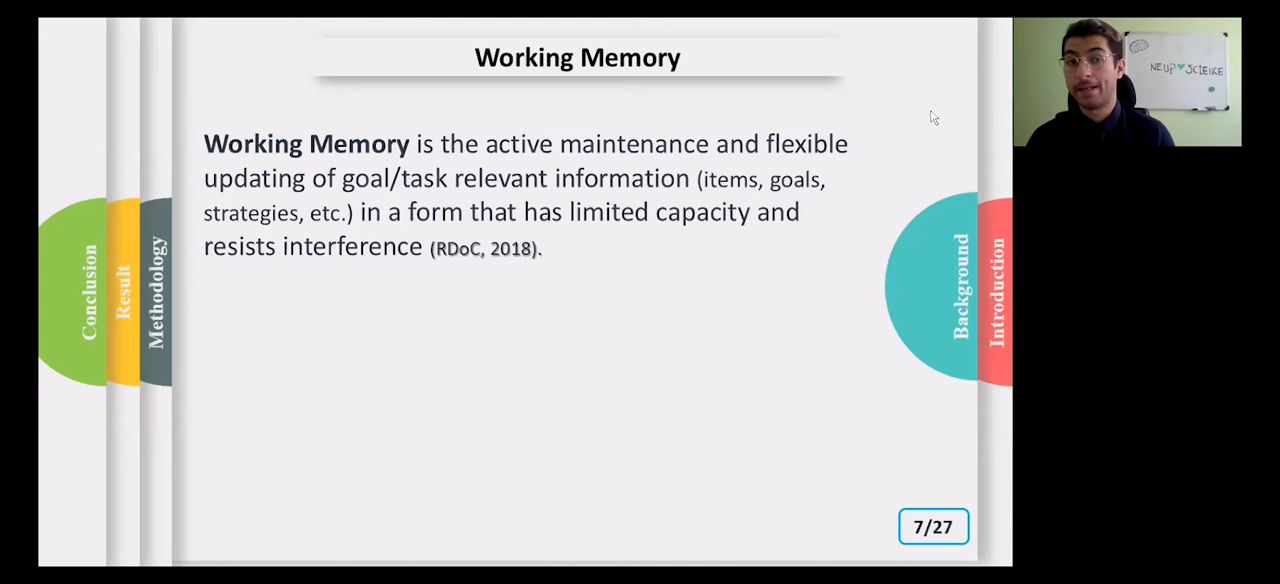 Working Memory
Working Memory is the active maintenance and flexible
updating of goal/task relevant information (items, goals,
strategies, etc.) in a form that has limited capacity and
resists interference (RDoC, 2018).
Conclusion
Result
Methodology
Background
Introduction
7/27
NEUP♥SCIENCE